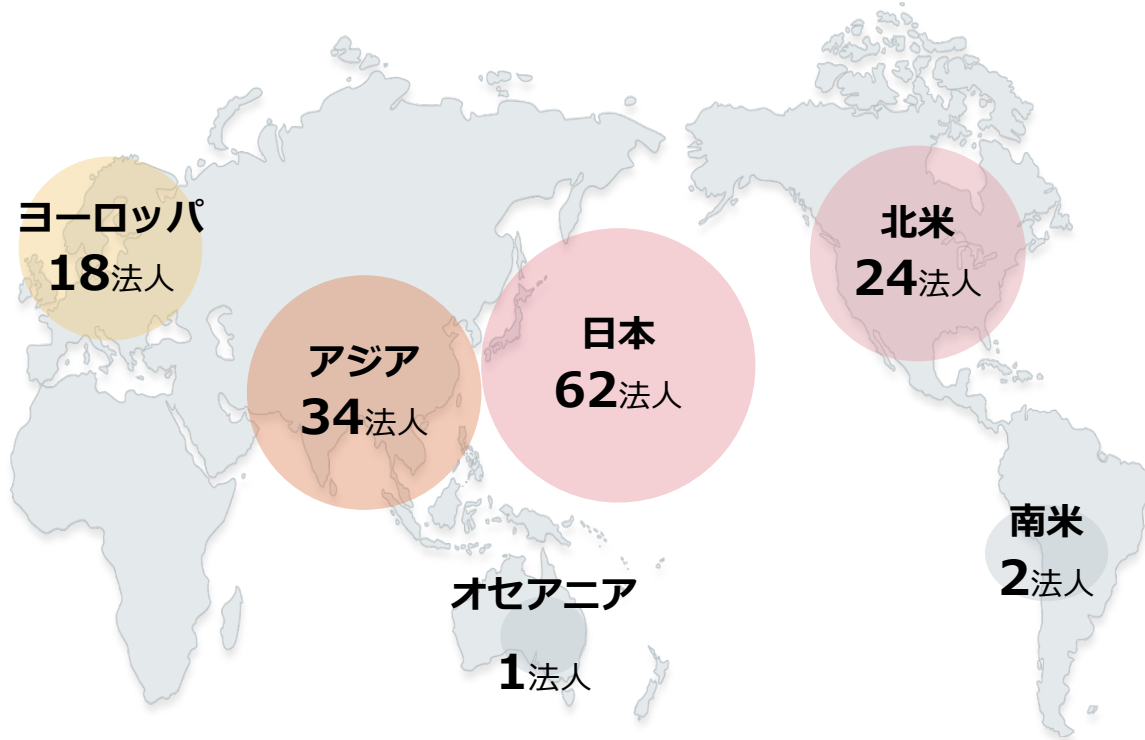 ヨーロッパ
18法人
アジア
34法人
日本
62法人
北米
24法人
オセアニア
1法人
南米
2法人